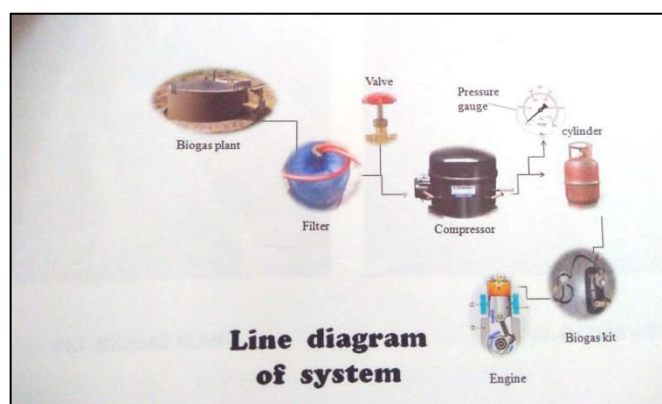 Valve
Pressure
gauge
cylinder
Biogas plant
Filter
Compressor
Biogas kit
Engine
Line diagram
of system